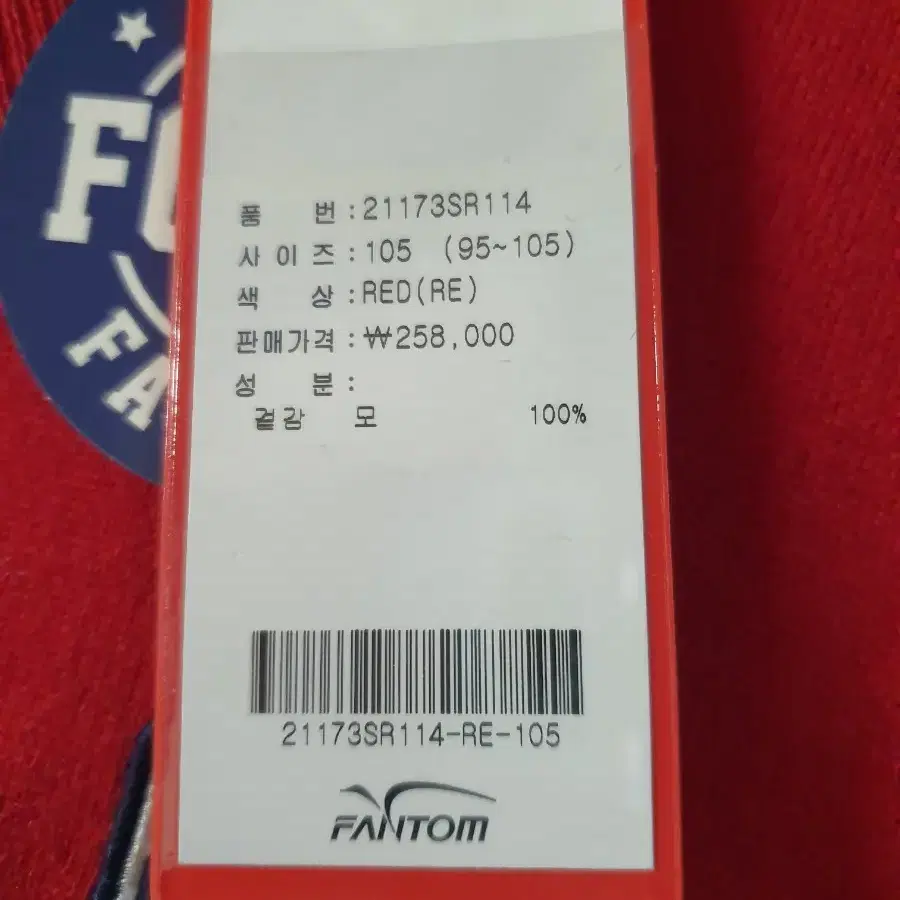 품 번 : 21173SR114
사이즈 : 105 (95~105)
색 상 : RED(RE)
판매가격 : ₩258,000
성 분 :
겉감 모 100%
21173SR114-RE-105
FANTOM